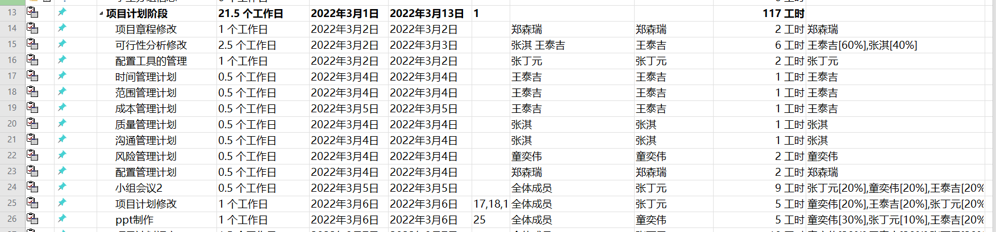 13 项目计划阶段 21.5 个工作日 2022年3月1日 2022年3月13日 1 117 工时
14 项目章程修改 1 个工作日 2022年3月2日 2022年3月2日 郑森瑞 郑森瑞 2 工时 郑森瑞
15 可行性分析修改 2.5 个工作日 2022年3月2日 2022年3月3日 张淇 王泰吉 王泰吉 6 工时 王泰吉[60%],张淇[40%]
16 配置工具的管理 1 个工作日 2022年3月2日 2022年3月2日 张丁元 张丁元 2 工时 张丁元
17 时间管理计划 0.5 个工作日 2022年3月4日 2022年3月4日 王泰吉 王泰吉 1 工时 王泰吉
18 范围管理计划 0.5 个工作日 2022年3月4日 2022年3月4日 王泰吉 王泰吉 1 工时 王泰吉
19 成本管理计划 0.5 个工作日 2022年3月5日 2022年3月5日 王泰吉 王泰吉 1 工时 王泰吉
20 质量管理计划 0.5 个工作日 2022年3月4日 2022年3月4日 张淇 张淇 1 工时 张淇
21 沟通管理计划 0.5 个工作日 2022年3月4日 2022年3月4日 张淇 张淇 1 工时 张淇
22 风险管理计划 0.5 个工作日 2022年3月4日 2022年3月4日 童奕伟 童奕伟 2 工时 童奕伟
23 配置管理计划 0.5 个工作日 2022年3月4日 2022年3月4日 郑森瑞 郑森瑞 2 工时 郑森瑞
24 小组会议2 0.5 个工作日 2022年3月5日 2022年3月5日 全体成员 张丁元 9 工时 张丁元[20%],童奕伟[20%],王泰吉[20%
25 项目计划修改 1 个工作日 2022年3月6日 2022年3月6日 17,18,1 全体成员 张丁元 5 工时 童奕伟[20%],王泰吉[20%],张丁元[20%
26 ppt制作 1 个工作日 2022年3月6日 2022年3月6日 25 全体成员 童奕伟 5 工时 童奕伟[30%],张丁元[10%],王泰吉[20%